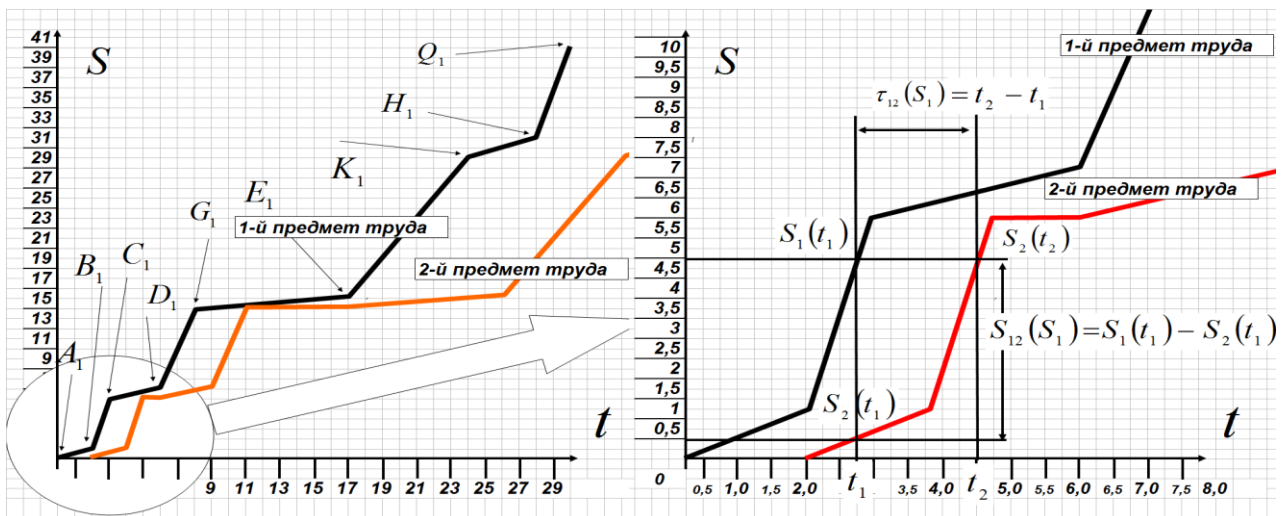 41
39
37
35
33
31
29
27
25
23
21
19
17
15
13
11
9
S
Q₁
H₁
K₁
E₁
G₁
C₁
B₁
D₁
A₁
1-й предмет труда
2-й предмет труда
t
9 11 13 15 17 19 21 23 25 27 29
10
9,5
9
8,5
8
7,5
7
6,5
6
5,5
5
4,5
4
3,5
3
2,5
2
1,5
1
0,5
0
S
1-й предмет труда
τ₁₂(S₁) = t₂ − t₁
2-й предмет труда
S₁(t₁)
S₂(t₂)
S₁₂(S₁) = S₁(t₁) − S₂(t₁)
S₂(t₁)
t
0,5 1,0 1,5 2,0 t₁ 3,5 4,0 t₂ 5,0 5,5 6,0 6,5 7,0 7,5 8,0